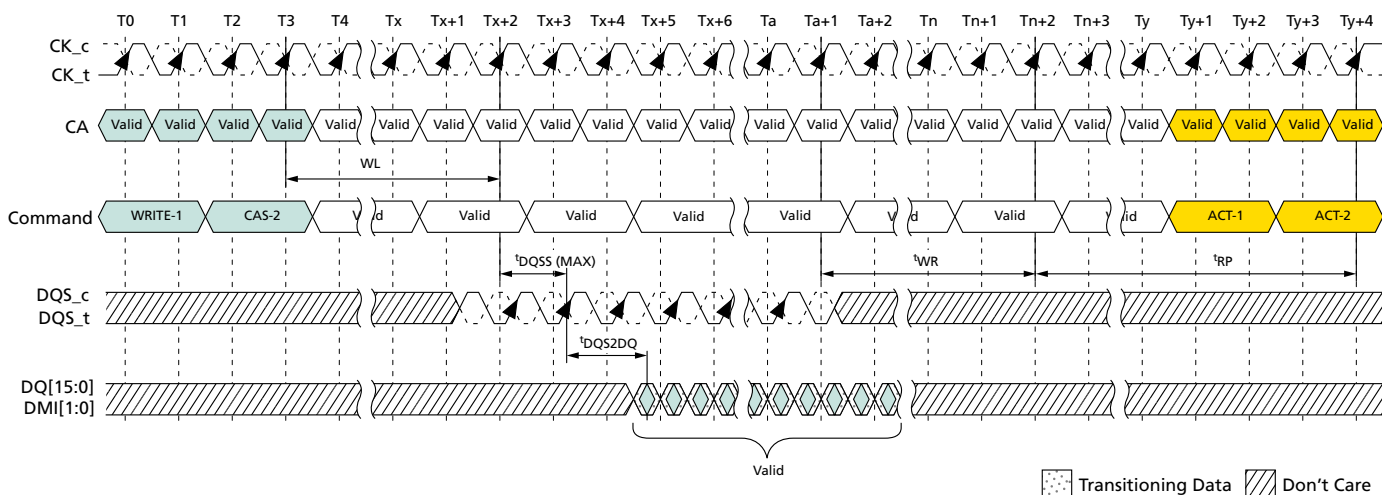 T0 T1 T2 T3 T4 Tx Tx+1 Tx+2 Tx+3 Tx+4 Tx+5 Tx+6 Ta Ta+1 Ta+2 Tn Tn+1 Tn+2 Tn+3 Ty Ty+1 Ty+2 Ty+3 Ty+4
CK_c
CK_t
CA Valid Valid Valid Valid Valid Valid Valid Valid Valid Valid Valid Valid Valid Valid Valid Valid Valid Valid Valid Valid Valid Valid Valid Valid
WL
Command WRITE-1 CAS-2 Valid Valid Valid Valid Valid Valid Valid Valid Valid ACT-1 ACT-2
tDQSS (MAX) tWR tRP
DQS_c
DQS_t
tDQS2DQ
DQ[15:0]
DMI[1:0]
Valid
Transitioning Data Don't Care